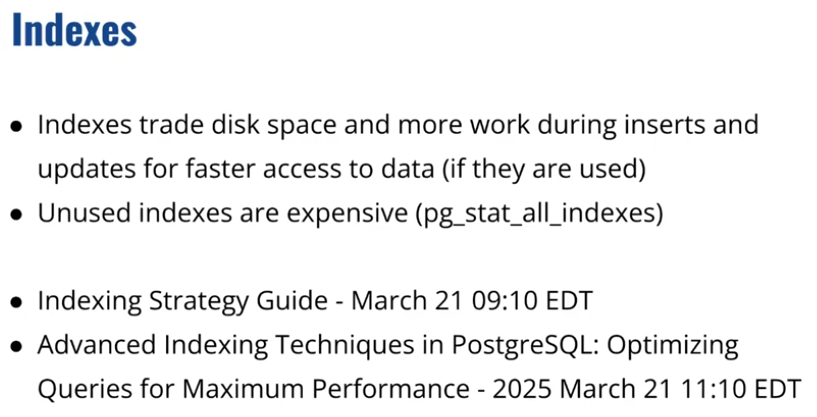 Indexes
● Indexes trade disk space and more work during inserts and
updates for faster access to data (if they are used)
● Unused indexes are expensive (pg_stat_all_indexes)
● Indexing Strategy Guide - March 21 09:10 EDT
● Advanced Indexing Techniques in PostgreSQL: Optimizing
Queries for Maximum Performance - 2025 March 21 11:10 EDT